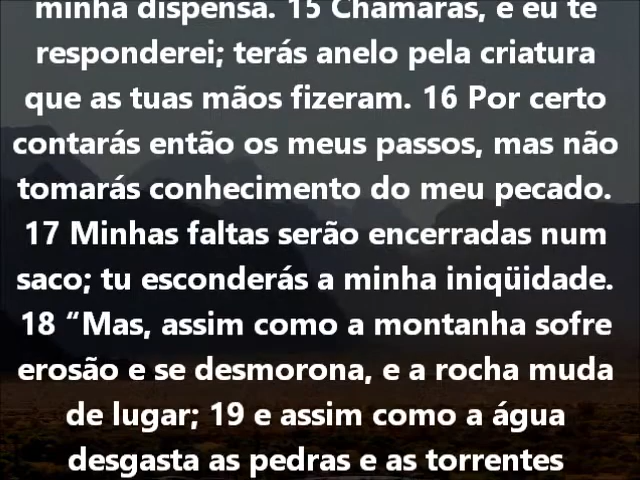 minha dispensa. 15 Chamarás, e eu te
responderei; terás anelo pela criatura
que as tuas mãos fizeram. 16 Por certo
contarás então os meus passos, mas não
tomarás conhecimento do meu pecado.
17 Minhas faltas serão encerradas num
saco; tu esconderás a minha iniqüidade.
18 “Mas, assim como a montanha sofre
erosão e se desmorona, e a rocha muda
de lugar; 19 e assim como a água
desgasta as pedras e as torrentes